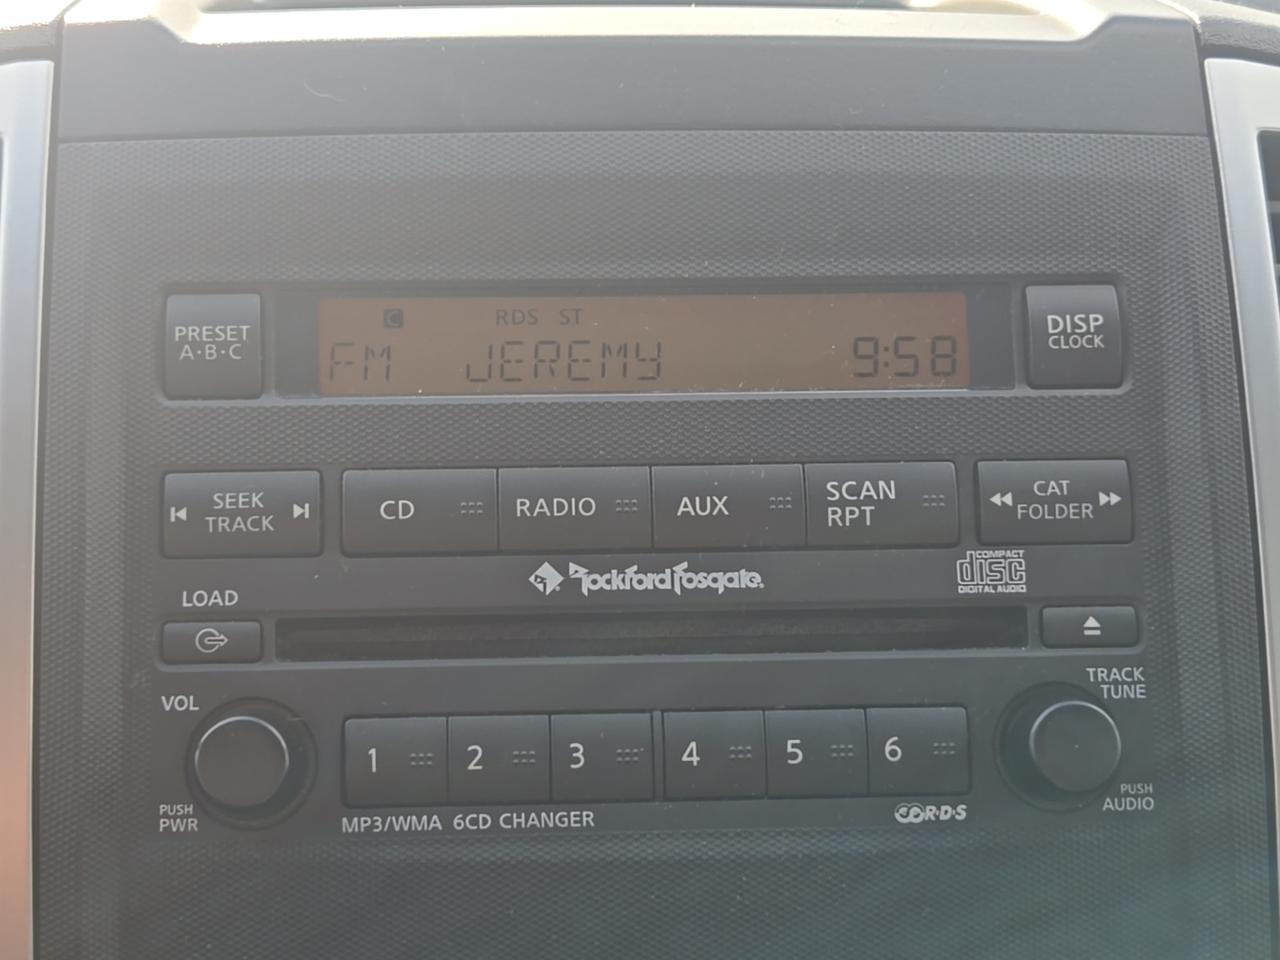 C RDS ST
FM JEREMY 9:58
PRESET
A·B·C
DISP
CLOCK
SEEK
TRACK
CD
RADIO
AUX
SCAN
RPT
CAT
FOLDER
Rockford Fosgate
COMPACT
disc
DIGITAL AUDIO
LOAD
VOL
TRACK
TUNE
1
2
3
4
5
6
PUSH
PWR
PUSH
AUDIO
MP3/WMA 6CD CHANGER
R·D·S